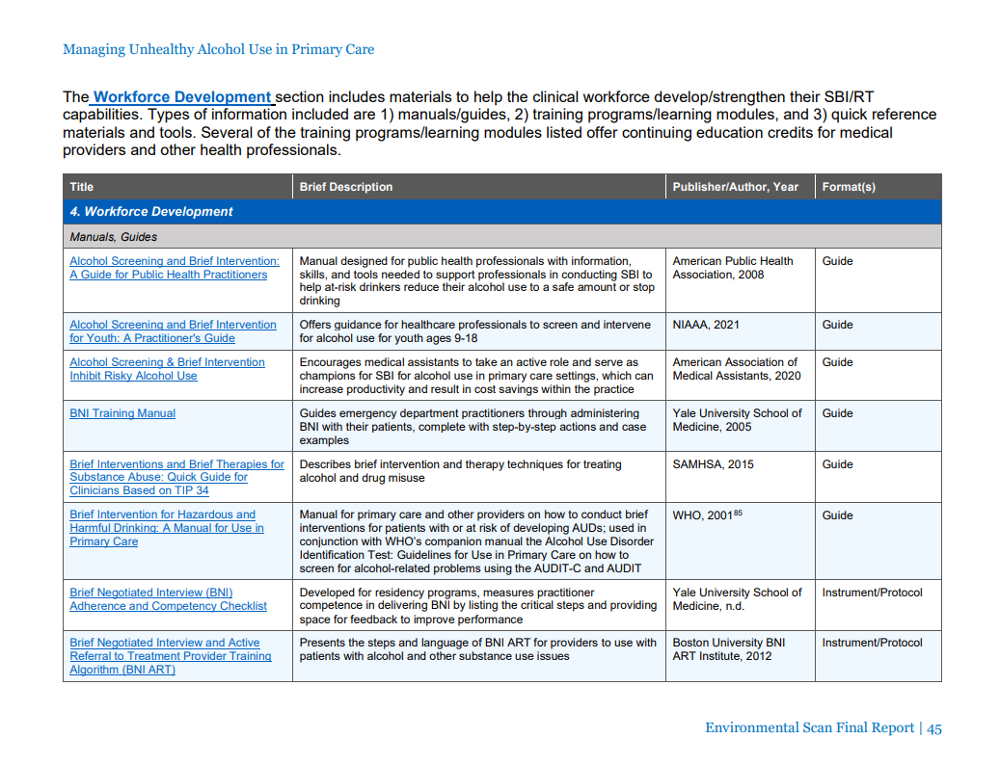 Managing Unhealthy Alcohol Use in Primary Care
The Workforce Development section includes materials to help the clinical workforce develop/strengthen their SBI/RT
capabilities. Types of information included are 1) manuals/guides, 2) training programs/learning modules, and 3) quick reference
materials and tools. Several of the training programs/learning modules listed offer continuing education credits for medical
providers and other health professionals.
Title Brief Description Publisher/Author, Year Format(s)
4. Workforce Development
Manuals, Guides
Alcohol Screening and Brief Intervention:
A Guide for Public Health Practitioners
Manual designed for public health professionals with information,
skills, and tools needed to support professionals in conducting SBI to
help at-risk drinkers reduce their alcohol use to a safe amount or stop
drinking
American Public Health
Association, 2008
Guide
Alcohol Screening and Brief Intervention
for Youth: A Practitioner's Guide
Offers guidance for healthcare professionals to screen and intervene
for alcohol use for youth ages 9-18
NIAAA, 2021
Guide
Alcohol Screening & Brief Intervention
Inhibit Risky Alcohol Use
Encourages medical assistants to take an active role and serve as
champions for SBI for alcohol use in primary care settings, which can
increase productivity and result in cost savings within the practice
American Association of
Medical Assistants, 2020
Guide
BNI Training Manual
Guides emergency department practitioners through administering
BNI with their patients, complete with step-by-step actions and case
examples
Yale University School of
Medicine, 2005
Guide
Brief Interventions and Brief Therapies for
Substance Abuse: Quick Guide for
Clinicians Based on TIP 34
Describes brief intervention and therapy techniques for treating
alcohol and drug misuse
SAMHSA, 2015
Guide
Brief Intervention for Hazardous and
Harmful Drinking: A Manual for Use in
Primary Care
Manual for primary care and other providers on how to conduct brief
interventions for patients with or at risk of developing AUDs; used in
conjunction with WHO's companion manual the Alcohol Use Disorder
Identification Test: Guidelines for Use in Primary Care on how to
screen for alcohol-related problems using the AUDIT-C and AUDIT
WHO, 2001⁸⁵
Guide
Brief Negotiated Interview (BNI)
Adherence and Competency Checklist
Developed for residency programs, measures practitioner
competence in delivering BNI by listing the critical steps and providing
space for feedback to improve performance
Yale University School of
Medicine, n.d.
Instrument/Protocol
Brief Negotiated Interview and Active
Referral to Treatment Provider Training
Algorithm (BNI ART)
Presents the steps and language of BNI ART for providers to use with
patients with alcohol and other substance use issues
Boston University BNI
ART Institute, 2012
Instrument/Protocol
Environmental Scan Final Report | 45